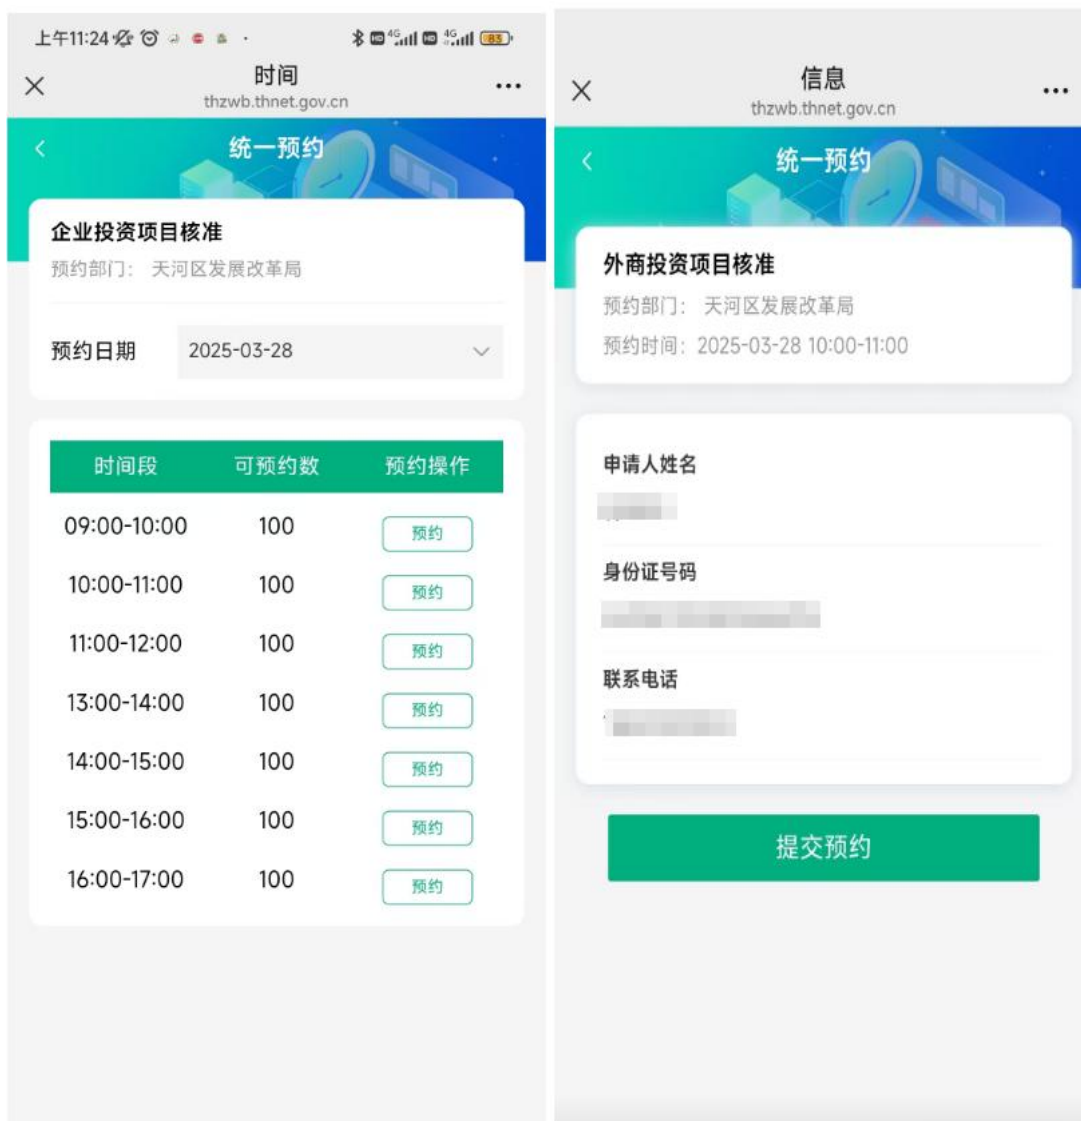 上午11:24
4G
4G
83
时间
thzwb.thnet.gov.cn
统一预约
企业投资项目核准
预约部门： 天河区发展改革局
预约日期 2025-03-28
时间段 可预约数 预约操作
09:00-10:00 100 预约
10:00-11:00 100 预约
11:00-12:00 100 预约
13:00-14:00 100 预约
14:00-15:00 100 预约
15:00-16:00 100 预约
16:00-17:00 100 预约
信息
thzwb.thnet.gov.cn
统一预约
外商投资项目核准
预约部门： 天河区发展改革局
预约时间：2025-03-28 10:00-11:00
申请人姓名
身份证号码
联系电话
提交预约